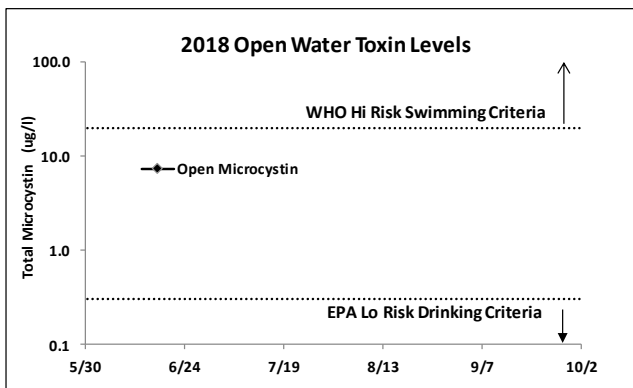 2018 Open Water Toxin Levels
Total Microcystin (ug/l)
100.0
10.0
1.0
0.1
WHO Hi Risk Swimming Criteria
Open Microcystin
EPA Lo Risk Drinking Criteria
5/30 6/24 7/19 8/13 9/7 10/2